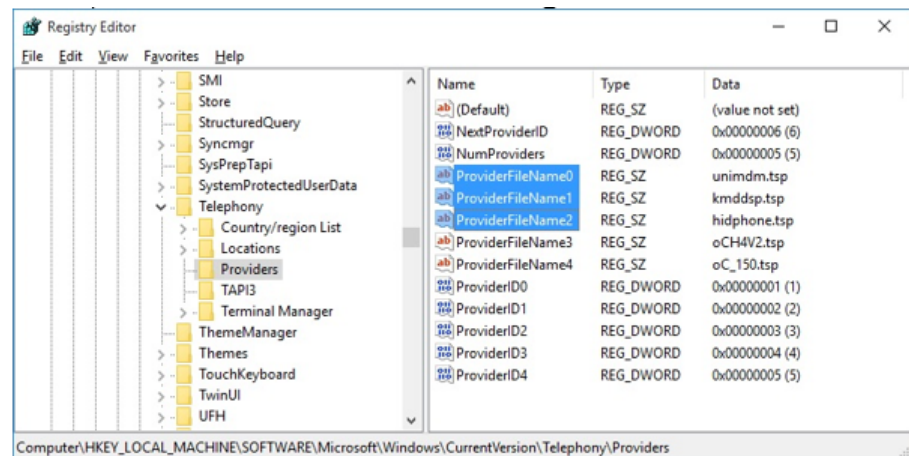 Registry Editor
File Edit View Favorites Help
SMI
Store
StructuredQuery
Syncmgr
SysPrepTapi
SystemProtectedUserData
Telephony
Country/region List
Locations
Providers
TAPI3
Terminal Manager
ThemeManager
Themes
TouchKeyboard
TwinUI
UFH
Name Type Data
(Default) REG_SZ (value not set)
NextProviderID REG_DWORD 0x00000006 (6)
NumProviders REG_DWORD 0x00000005 (5)
ProviderFileName0 REG_SZ unimdm.tsp
ProviderFileName1 REG_SZ kmddsp.tsp
ProviderFileName2 REG_SZ hidphone.tsp
ProviderFileName3 REG_SZ oCH4V2.tsp
ProviderFileName4 REG_SZ oC_150.tsp
ProviderID0 REG_DWORD 0x00000001 (1)
ProviderID1 REG_DWORD 0x00000002 (2)
ProviderID2 REG_DWORD 0x00000003 (3)
ProviderID3 REG_DWORD 0x00000004 (4)
ProviderID4 REG_DWORD 0x00000005 (5)
Computer\HKEY_LOCAL_MACHINE\SOFTWARE\Microsoft\Windows\CurrentVersion\Telephony\Providers